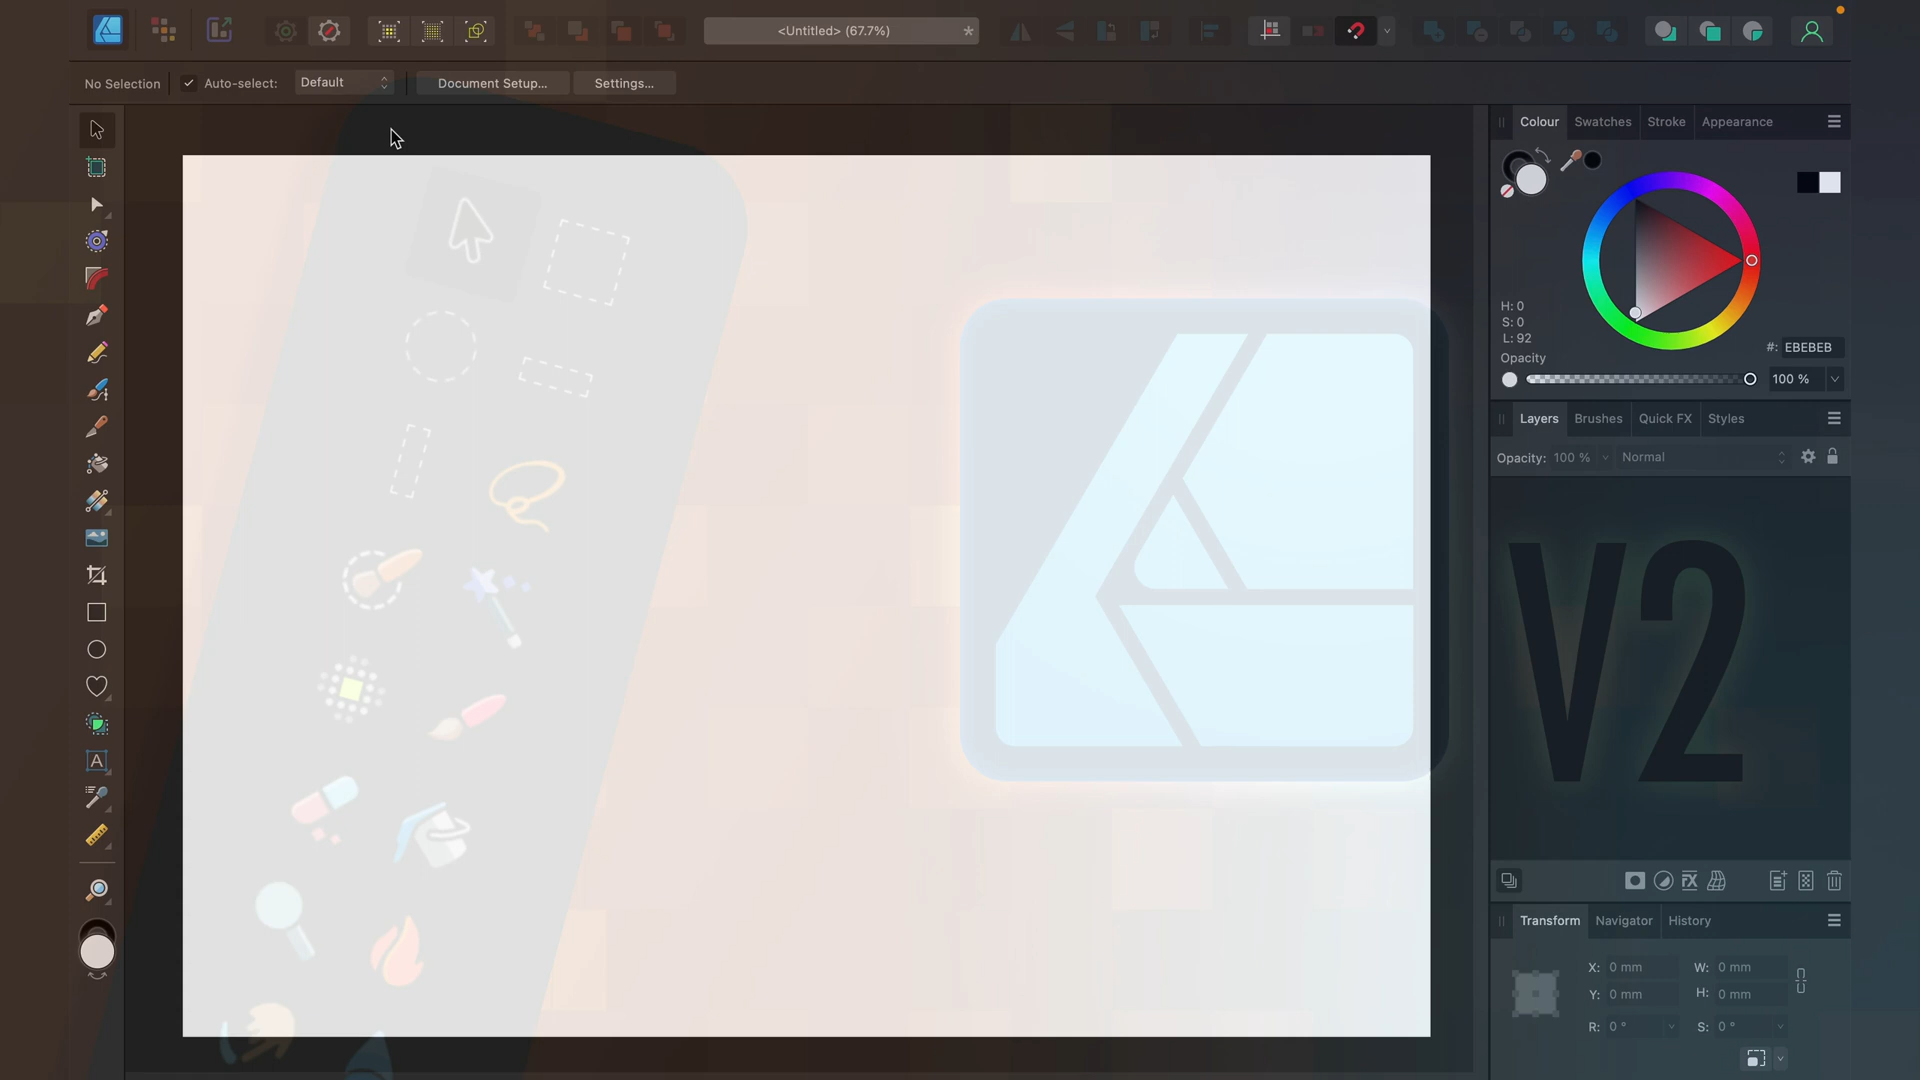 <Untitled> (67.7%)
*
No Selection
Auto-select:
Default
Document Setup...
Settings...
Colour
Swatches
Stroke
Appearance
H: 0
S: 0
L: 92
#: EBEBEB
Opacity
100 %
Layers
Brushes
Quick FX
Styles
Opacity: 100 %
Normal
V2
FX
A
Transform
Navigator
History
X: 0 mm
W: 0 mm
Y: 0 mm
H: 0 mm
R: 0 °
S: 0 °